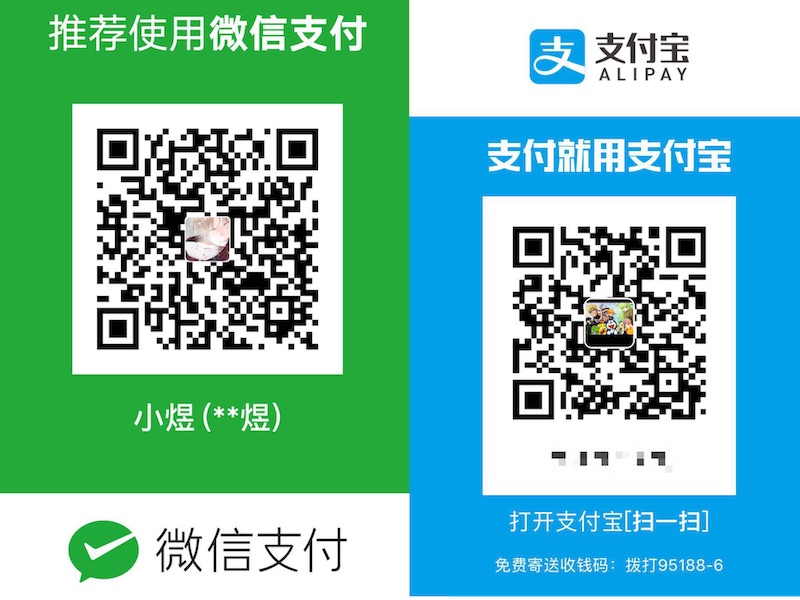 推荐使用微信支付
小煜 (**煜)
微信支付
支付宝
ALIPAY
支付就用支付宝
打开支付宝[扫一扫]
免费寄送收钱码：拨打95188-6